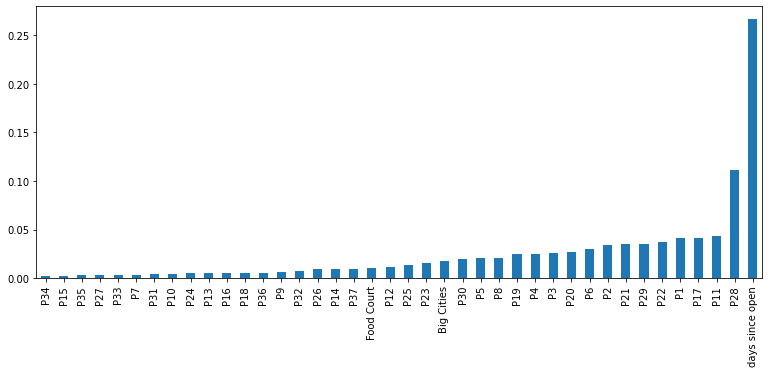 0.25
0.20
0.15
0.10
0.05
0.00
P34
P15
P35
P27
P33
P7
P31
P10
P24
P13
P16
P18
P36
P9
P32
P26
P14
P37
Food Court
P12
P25
P23
Big Cities
P30
P5
P8
P19
P4
P3
P20
P6
P2
P21
P29
P22
P1
P17
P11
P28
days since open